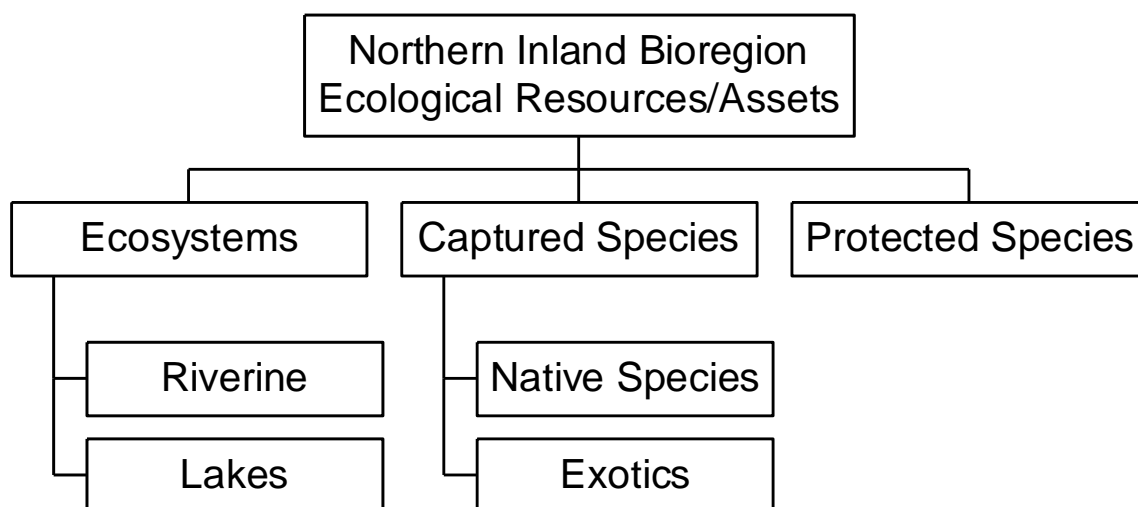 Northern Inland Bioregion
Ecological Resources/Assets
Ecosystems
Captured Species
Protected Species
Riverine
Native Species
Lakes
Exotics